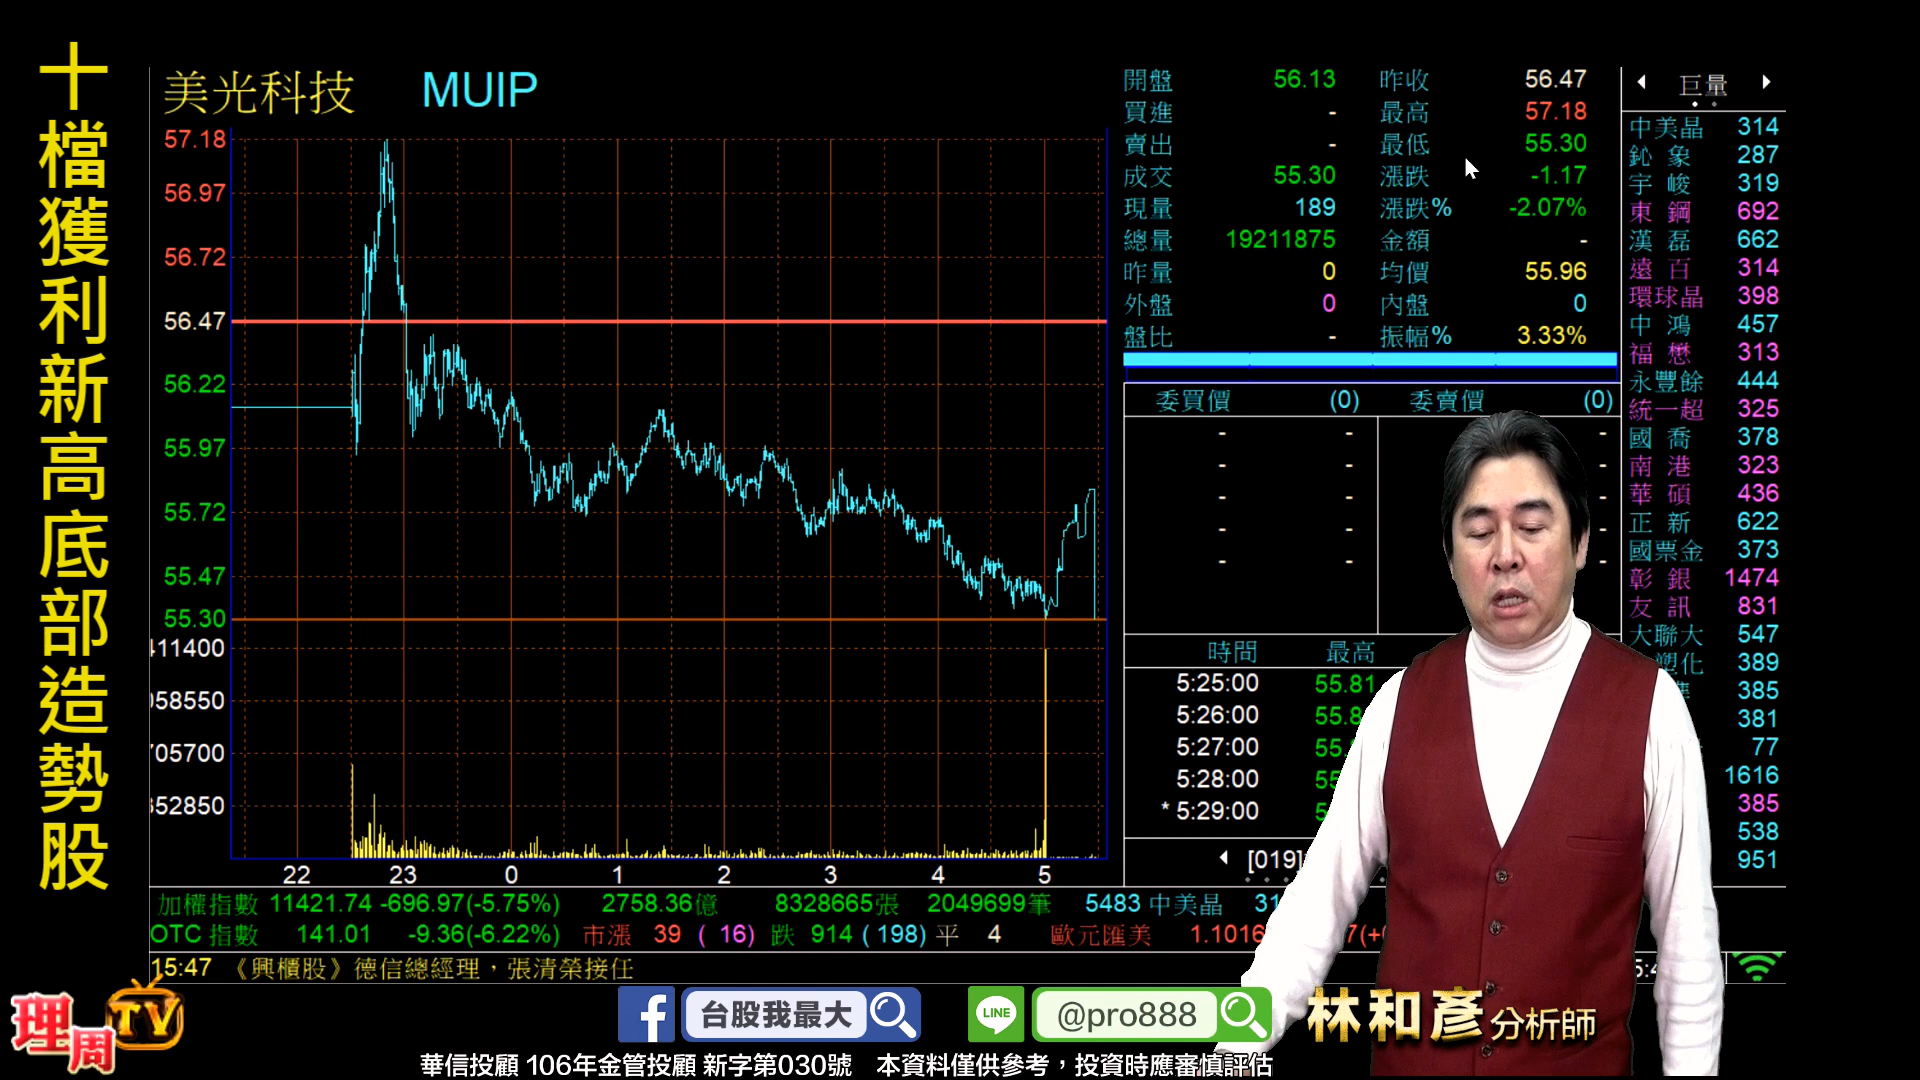 十檔獲利新高底部造勢股
美光科技 MUIP
57.18
56.97
56.72
56.47
56.22
55.97
55.72
55.47
55.30
411400
058550
705700
352850
22 23 0 1 2 3 4 5
開盤 56.13 昨收 56.47
買進 - 最高 57.18
賣出 - 最低 55.30
成交 55.30 漲跌 -1.17
現量 189 漲跌% -2.07%
總量 19211875 金額 -
昨量 0 均價 55.96
外盤 0 內盤 0
盤比 - 振幅% 3.33%
委買價 (0) 委賣價 (0)
- - -
- - -
- - -
- - -
- - -
時間 最高
5:25:00 55.81
5:26:00 55.8
5:27:00 55.
5:28:00 55
* 5:29:00 5
[019]
巨量
中美晶 314
鈊象 287
宇峻 319
東鋼 692
漢磊 662
遠百 314
環球晶 398
中鴻 457
福懋 313
永豐餘 444
統一超 325
國喬 378
南港 323
華碩 436
正新 622
國票金 373
彰銀 1474
友訊 831
大聯大 547
塑化 389
385
381
77
1616
385
538
951
加權指數 11421.74 -696.97(-5.75%) 2758.36億 8328665張 2049699筆 5483 中美晶 31
OTC 指數 141.01 -9.36(-6.22%) 市漲 39 ( 16) 跌 914 ( 198) 平 4 歐元匯美 1.1016 7(+
15:47 《興櫃股》德信總經理，張清榮接任
理周TV
台股我最大
LINE @pro888
林和彥 分析師
華信投顧 106年金管投顧 新字第030號 本資料僅供參考，投資時應審慎評估